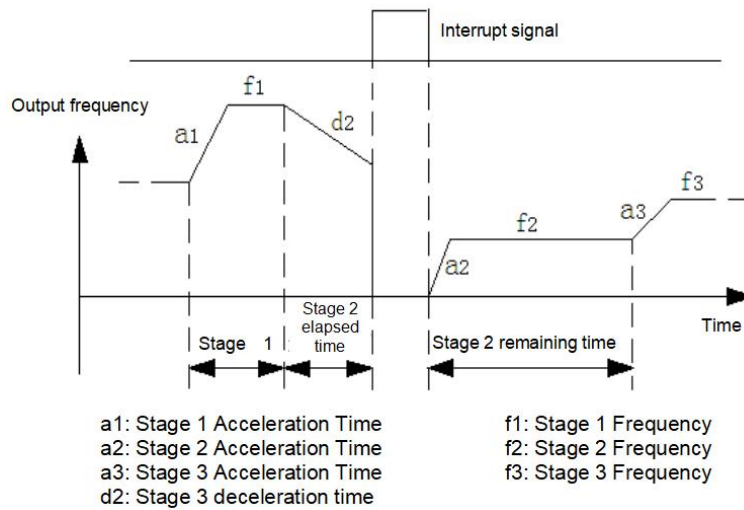 Interrupt signal
Output frequency
f1
a1
d2
f2
a2
a3
f3
Time
Stage 1
Stage 2
elapsed
time
Stage 2 remaining time
a1: Stage 1 Acceleration Time
a2: Stage 2 Acceleration Time
a3: Stage 3 Acceleration Time
d2: Stage 3 deceleration time
f1: Stage 1 Frequency
f2: Stage 2 Frequency
f3: Stage 3 Frequency